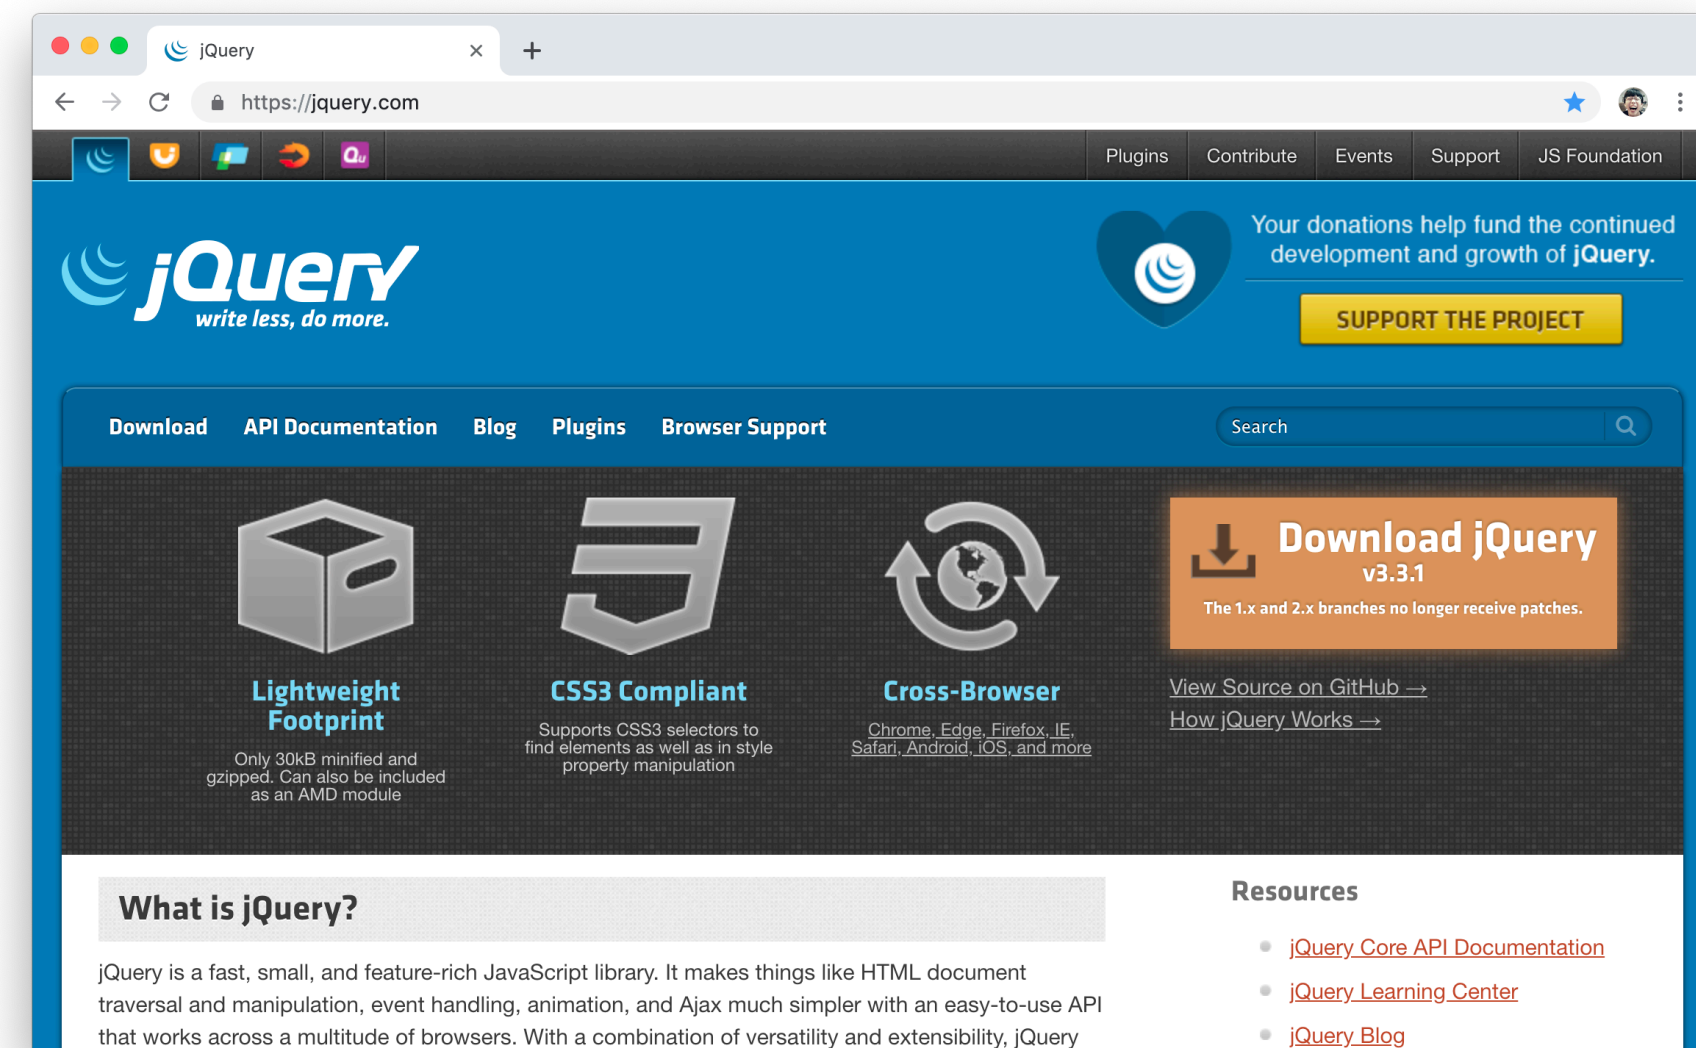 jQuery
https://jquery.com
Qu
Plugins Contribute Events Support JS Foundation
jQuery
write less, do more.
Your donations help fund the continued
development and growth of jQuery.
SUPPORT THE PROJECT
Download API Documentation Blog Plugins Browser Support
Search
Lightweight
Footprint
Only 30kB minified and
gzipped. Can also be included
as an AMD module
CSS3 Compliant
Supports CSS3 selectors to
find elements as well as in style
property manipulation
Cross-Browser
Chrome, Edge, Firefox, IE,
Safari, Android, iOS, and more
Download jQuery
v3.3.1
The 1.x and 2.x branches no longer receive patches.
View Source on GitHub →
How jQuery Works →
What is jQuery?
jQuery is a fast, small, and feature-rich JavaScript library. It makes things like HTML document
traversal and manipulation, event handling, animation, and Ajax much simpler with an easy-to-use API
that works across a multitude of browsers. With a combination of versatility and extensibility, jQuery
Resources
jQuery Core API Documentation
jQuery Learning Center
jQuery Blog